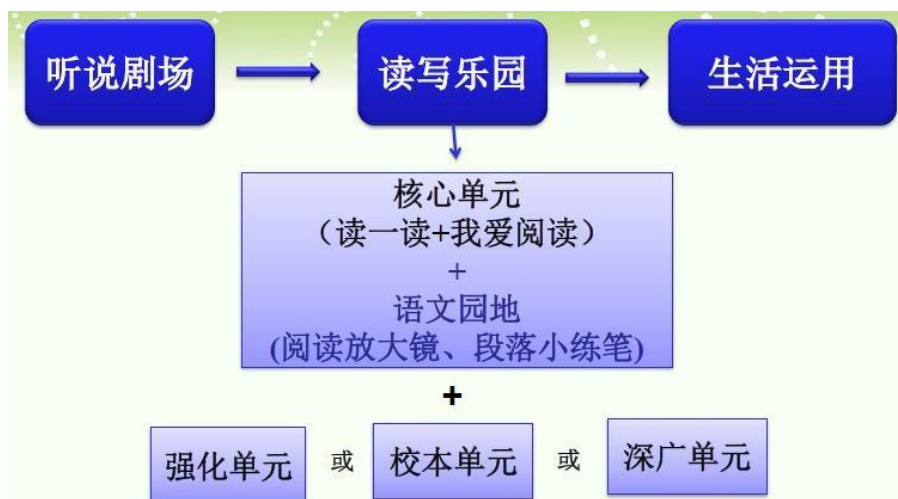 听说剧场
读写乐园
生活运用
核心单元
（读一读+我爱阅读）
+
语文园地
(阅读放大镜、段落小练笔)
+
强化单元 或 校本单元 或 深广单元